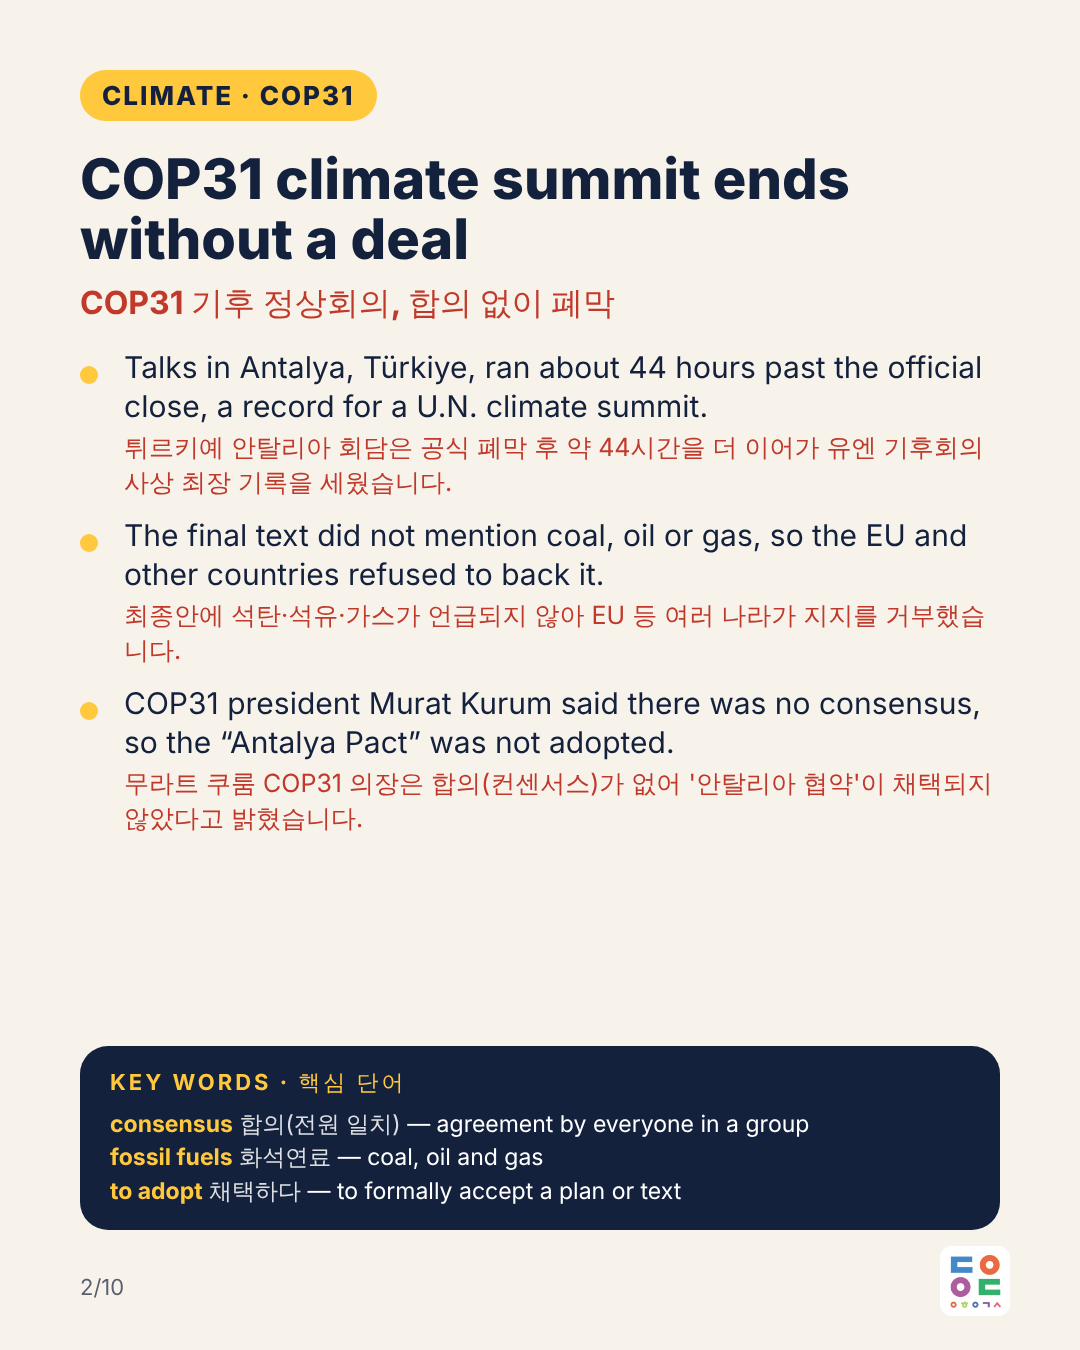 CLIMATE · COP31
COP31 climate summit ends
without a deal
COP31 기후 정상회의, 합의 없이 폐막
Talks in Antalya, Türkiye, ran about 44 hours past the official
close, a record for a U.N. climate summit.
튀르키예 안탈리아 회담은 공식 폐막 후 약 44시간을 더 이어가 유엔 기후회의
사상 최장 기록을 세웠습니다.
The final text did not mention coal, oil or gas, so the EU and
other countries refused to back it.
최종안에 석탄·석유·가스가 언급되지 않아 EU 등 여러 나라가 지지를 거부했습
니다.
COP31 president Murat Kurum said there was no consensus,
so the “Antalya Pact” was not adopted.
무라트 쿠룸 COP31 의장은 합의(컨센서스)가 없어 '안탈리아 협약'이 채택되지
않았다고 밝혔습니다.
KEY WORDS · 핵심 단어
consensus 합의(전원 일치) — agreement by everyone in a group
fossil fuels 화석연료 — coal, oil and gas
to adopt 채택하다 — to formally accept a plan or text
2/10